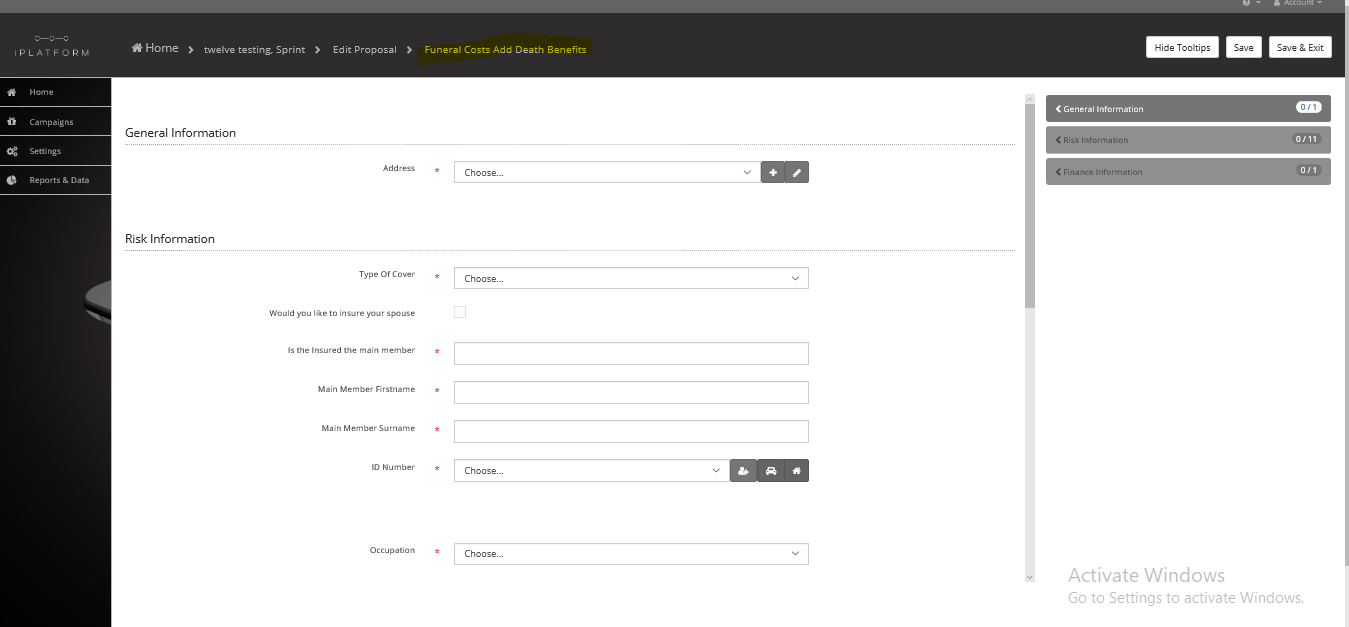 Account
iPLATFORM
Home
twelve testing, Sprint
Edit Proposal
Funeral Costs Add Death Benefits
Hide Tooltips
Save
Save & Exit
Home
Campaigns
Settings
Reports & Data
General Information
Address *
Choose...
Risk Information
Type Of Cover *
Choose...
Would you like to insure your spouse
Is the Insured the main member *
Main Member Firstname *
Main Member Surname *
ID Number *
Choose...
Occupation *
Choose...
General Information 0 / 1
Risk Information 0 / 11
Finance Information 0 / 1
Activate Windows
Go to Settings to activate Windows.